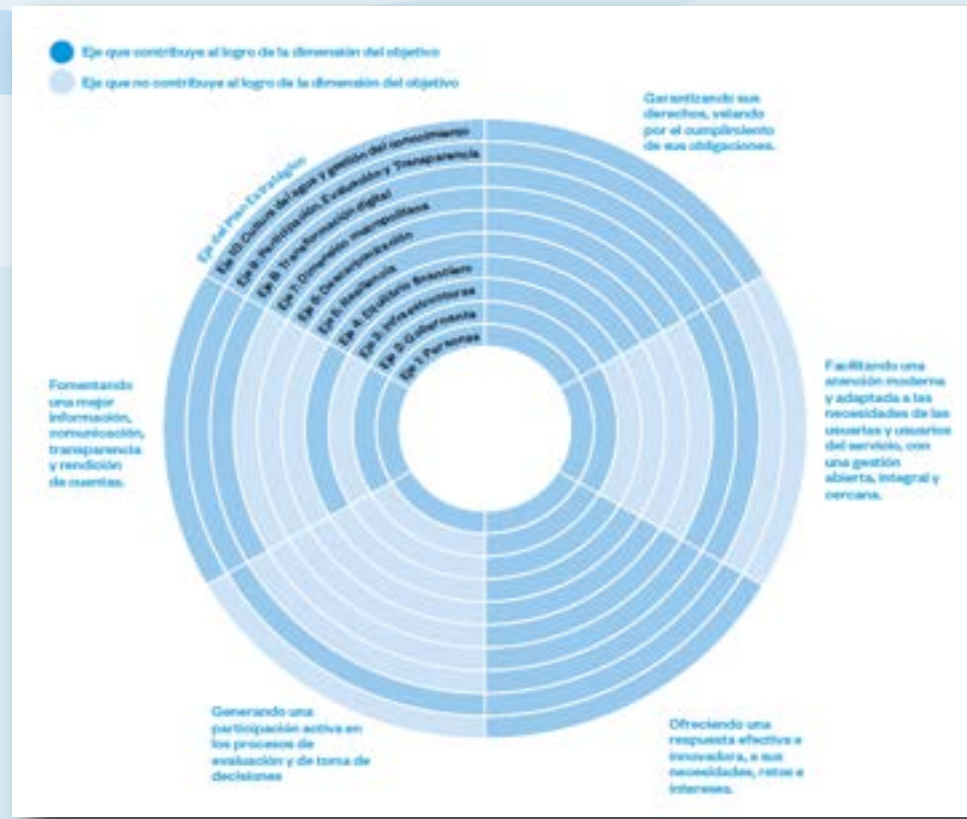 Eje que contribuye al logro de la dimensión del objetivo
Eje que no contribuye al logro de la dimensión del objetivo
Garantizando sus
derechos, velando
por el cumplimiento
de sus obligaciones.
Eje del Plan Estratégico
Eje 10: Cultura del agua y gestión del conocimiento
Eje 9: Participación, Evaluación y Transparencia
Eje 8: Transformación digital
Eje 7: Dimensión metropolitana
Eje 6: Descarbonización
Eje 5: Resiliencia
Eje 4: Equilibrio financiero
Eje 3: Infraestructuras
Eje 2: Gobernanza
Eje 1: Personas
Fomentando
una mejor
información,
comunicación,
transparencia
y rendición
de cuentas.
Facilitando una
atención moderna
y adaptada a las
necesidades de las
usuarias y usuarios
del servicio, con
una gestión
abierta, integral y
cercana.
Generando una
participación activa en
los procesos de
evaluación y de toma de
decisiones
Ofreciendo una
respuesta efectiva e
innovadora, a sus
necesidades, retos e
intereses.